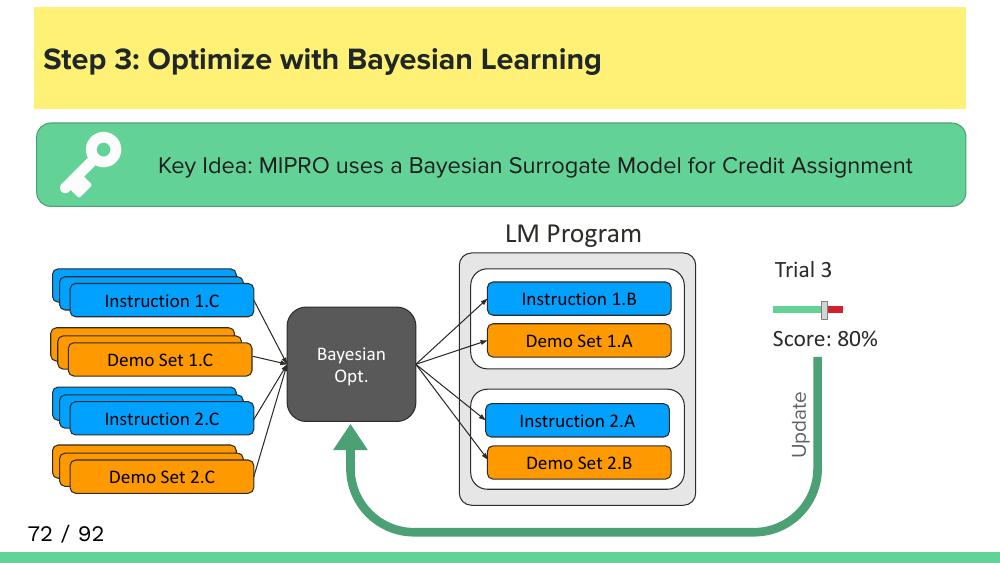 Step 3: Optimize with Bayesian Learning
Key Idea: MIPRO uses a Bayesian Surrogate Model for Credit Assignment
LM Program
Instruction 1.C
Demo Set 1.C
Instruction 2.C
Demo Set 2.C
Bayesian
Opt.
Instruction 1.B
Demo Set 1.A
Instruction 2.A
Demo Set 2.B
Trial 3
Score: 80%
Update
72 / 92